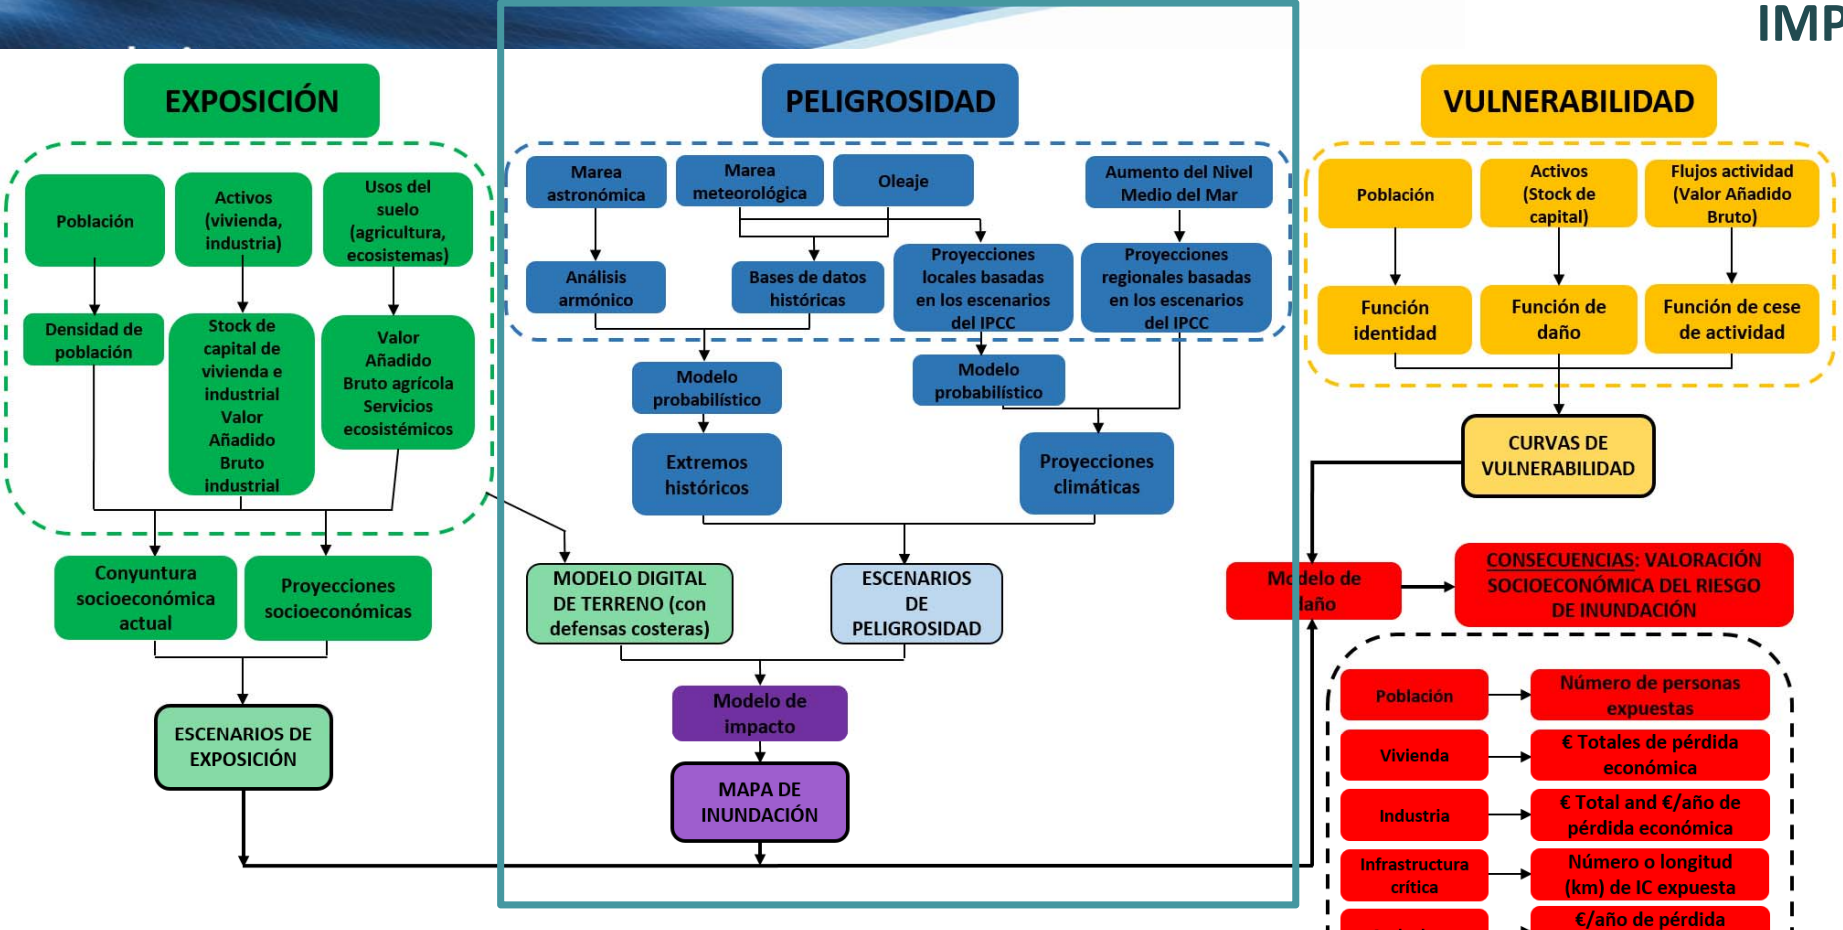 IMP
EXPOSICIÓN
Población
Activos
(vivienda,
industria)
Usos del
suelo
(agricultura,
ecosistemas)
Densidad de
población
Stock de
capital de
vivienda e
industrial
Valor
Añadido
Bruto
industrial
Valor
Añadido
Bruto agrícola
Servicios
ecosistémicos
Conyuntura
socioeconómica
actual
Proyecciones
socioeconómicas
ESCENARIOS DE
EXPOSICIÓN
PELIGROSIDAD
Marea
astronómica
Marea
meteorológica
Oleaje
Aumento del Nivel
Medio del Mar
Análisis
armónico
Bases de datos
históricas
Proyecciones
locales basadas
en los escenarios
del IPCC
Proyecciones
regionales basadas
en los escenarios
del IPCC
Modelo
probabilístico
Modelo
probabilístico
Extremos
históricos
Proyecciones
climáticas
MODELO DIGITAL
DE TERRENO (con
defensas costeras)
ESCENARIOS
DE
PELIGROSIDAD
Modelo de
impacto
MAPA DE
INUNDACIÓN
VULNERABILIDAD
Población
Activos
(Stock de
capital)
Flujos actividad
(Valor Añadido
Bruto)
Función
identidad
Función de
daño
Función de cese
de actividad
CURVAS DE
VULNERABILIDAD
Modelo de
daño
CONSECUENCIAS: VALORACIÓN
SOCIOECONÓMICA DEL RIESGO
DE INUNDACIÓN
Población
Número de personas
expuestas
Vivienda
€ Totales de pérdida
económica
Industria
€ Total and €/año de
pérdida económica
Infrastructura
crítica
Número o longitud
(km) de IC expuesta
€/año de pérdida